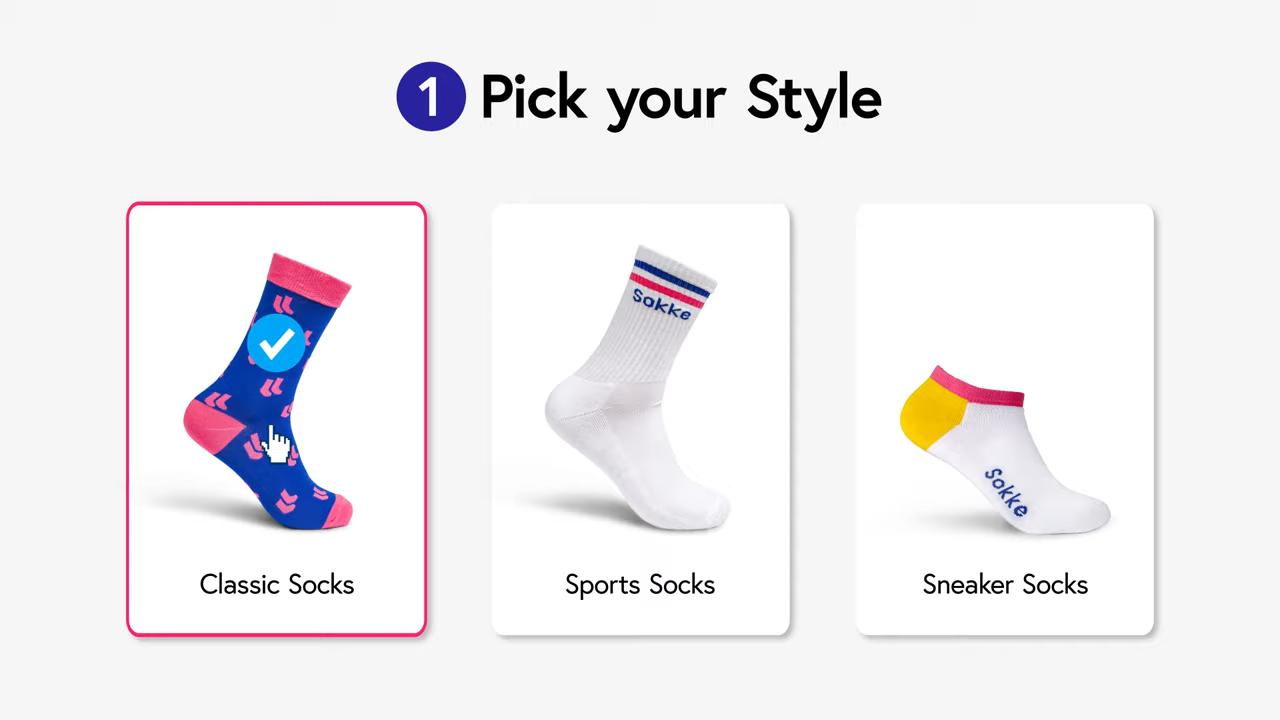 1 Pick your Style
Sokke
Sokke
Classic Socks
Sports Socks
Sneaker Socks